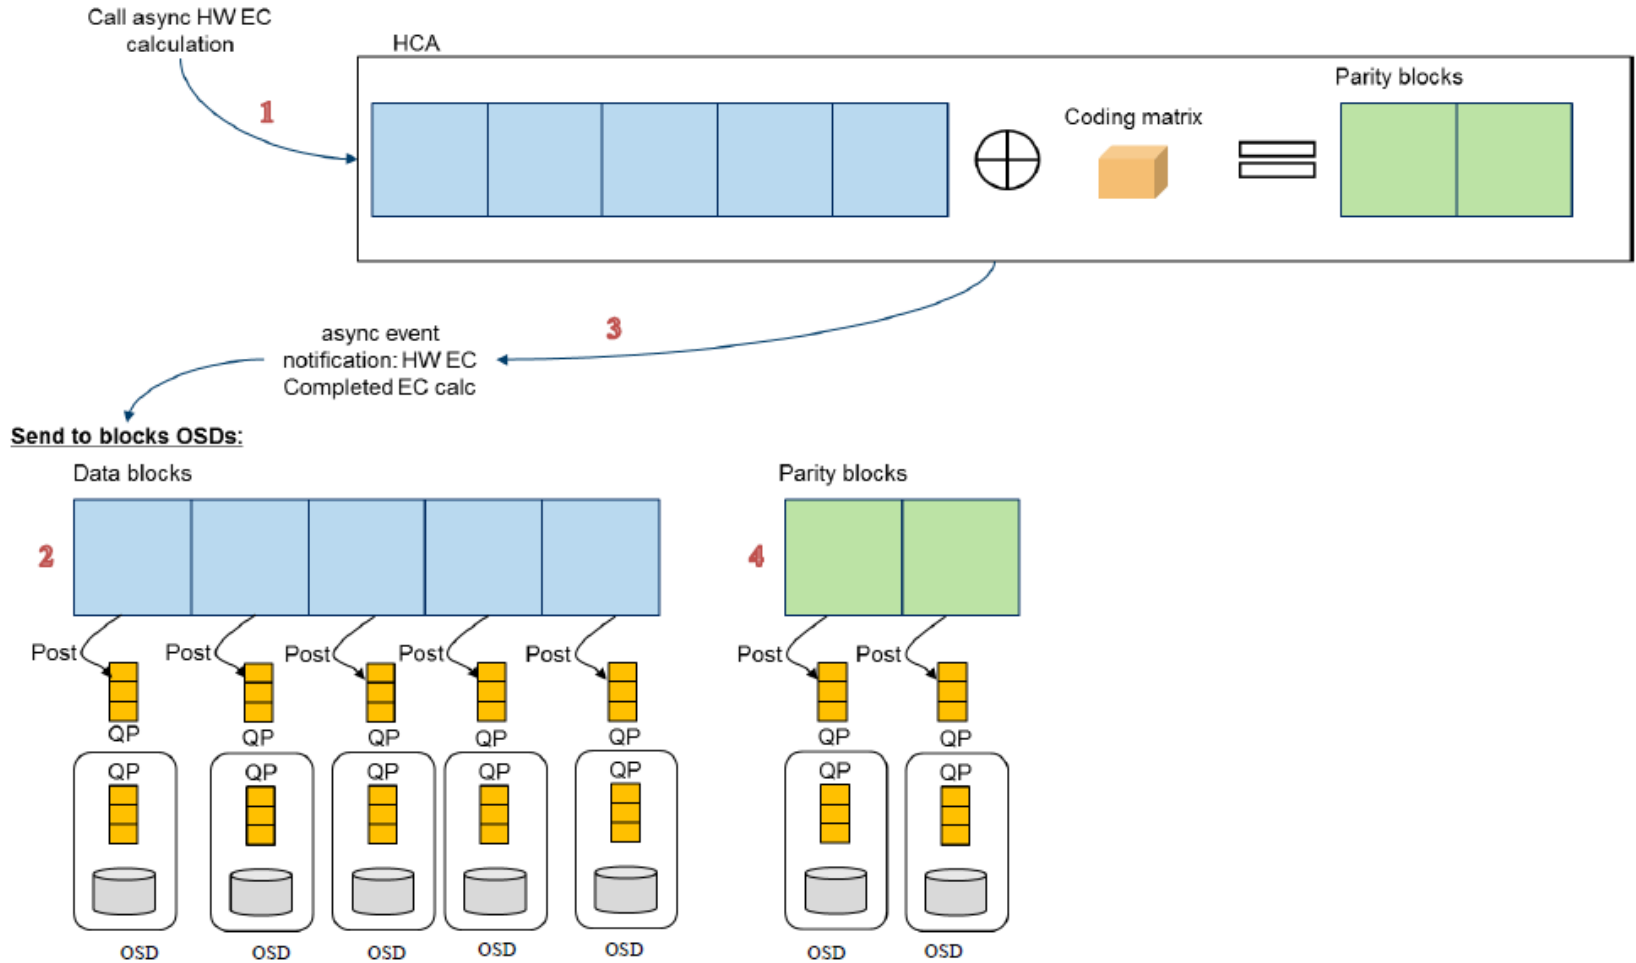 Call async HW EC
calculation
HCA
1
Parity blocks
Coding matrix
3
async event
notification: HW EC
Completed EC calc
Send to blocks OSDs:
Data blocks
Parity blocks
2
4
Post Post Post Post Post Post Post
QP QP QP QP QP QP QP
QP QP QP QP QP QP QP
OSD OSD OSD OSD OSD OSD OSD